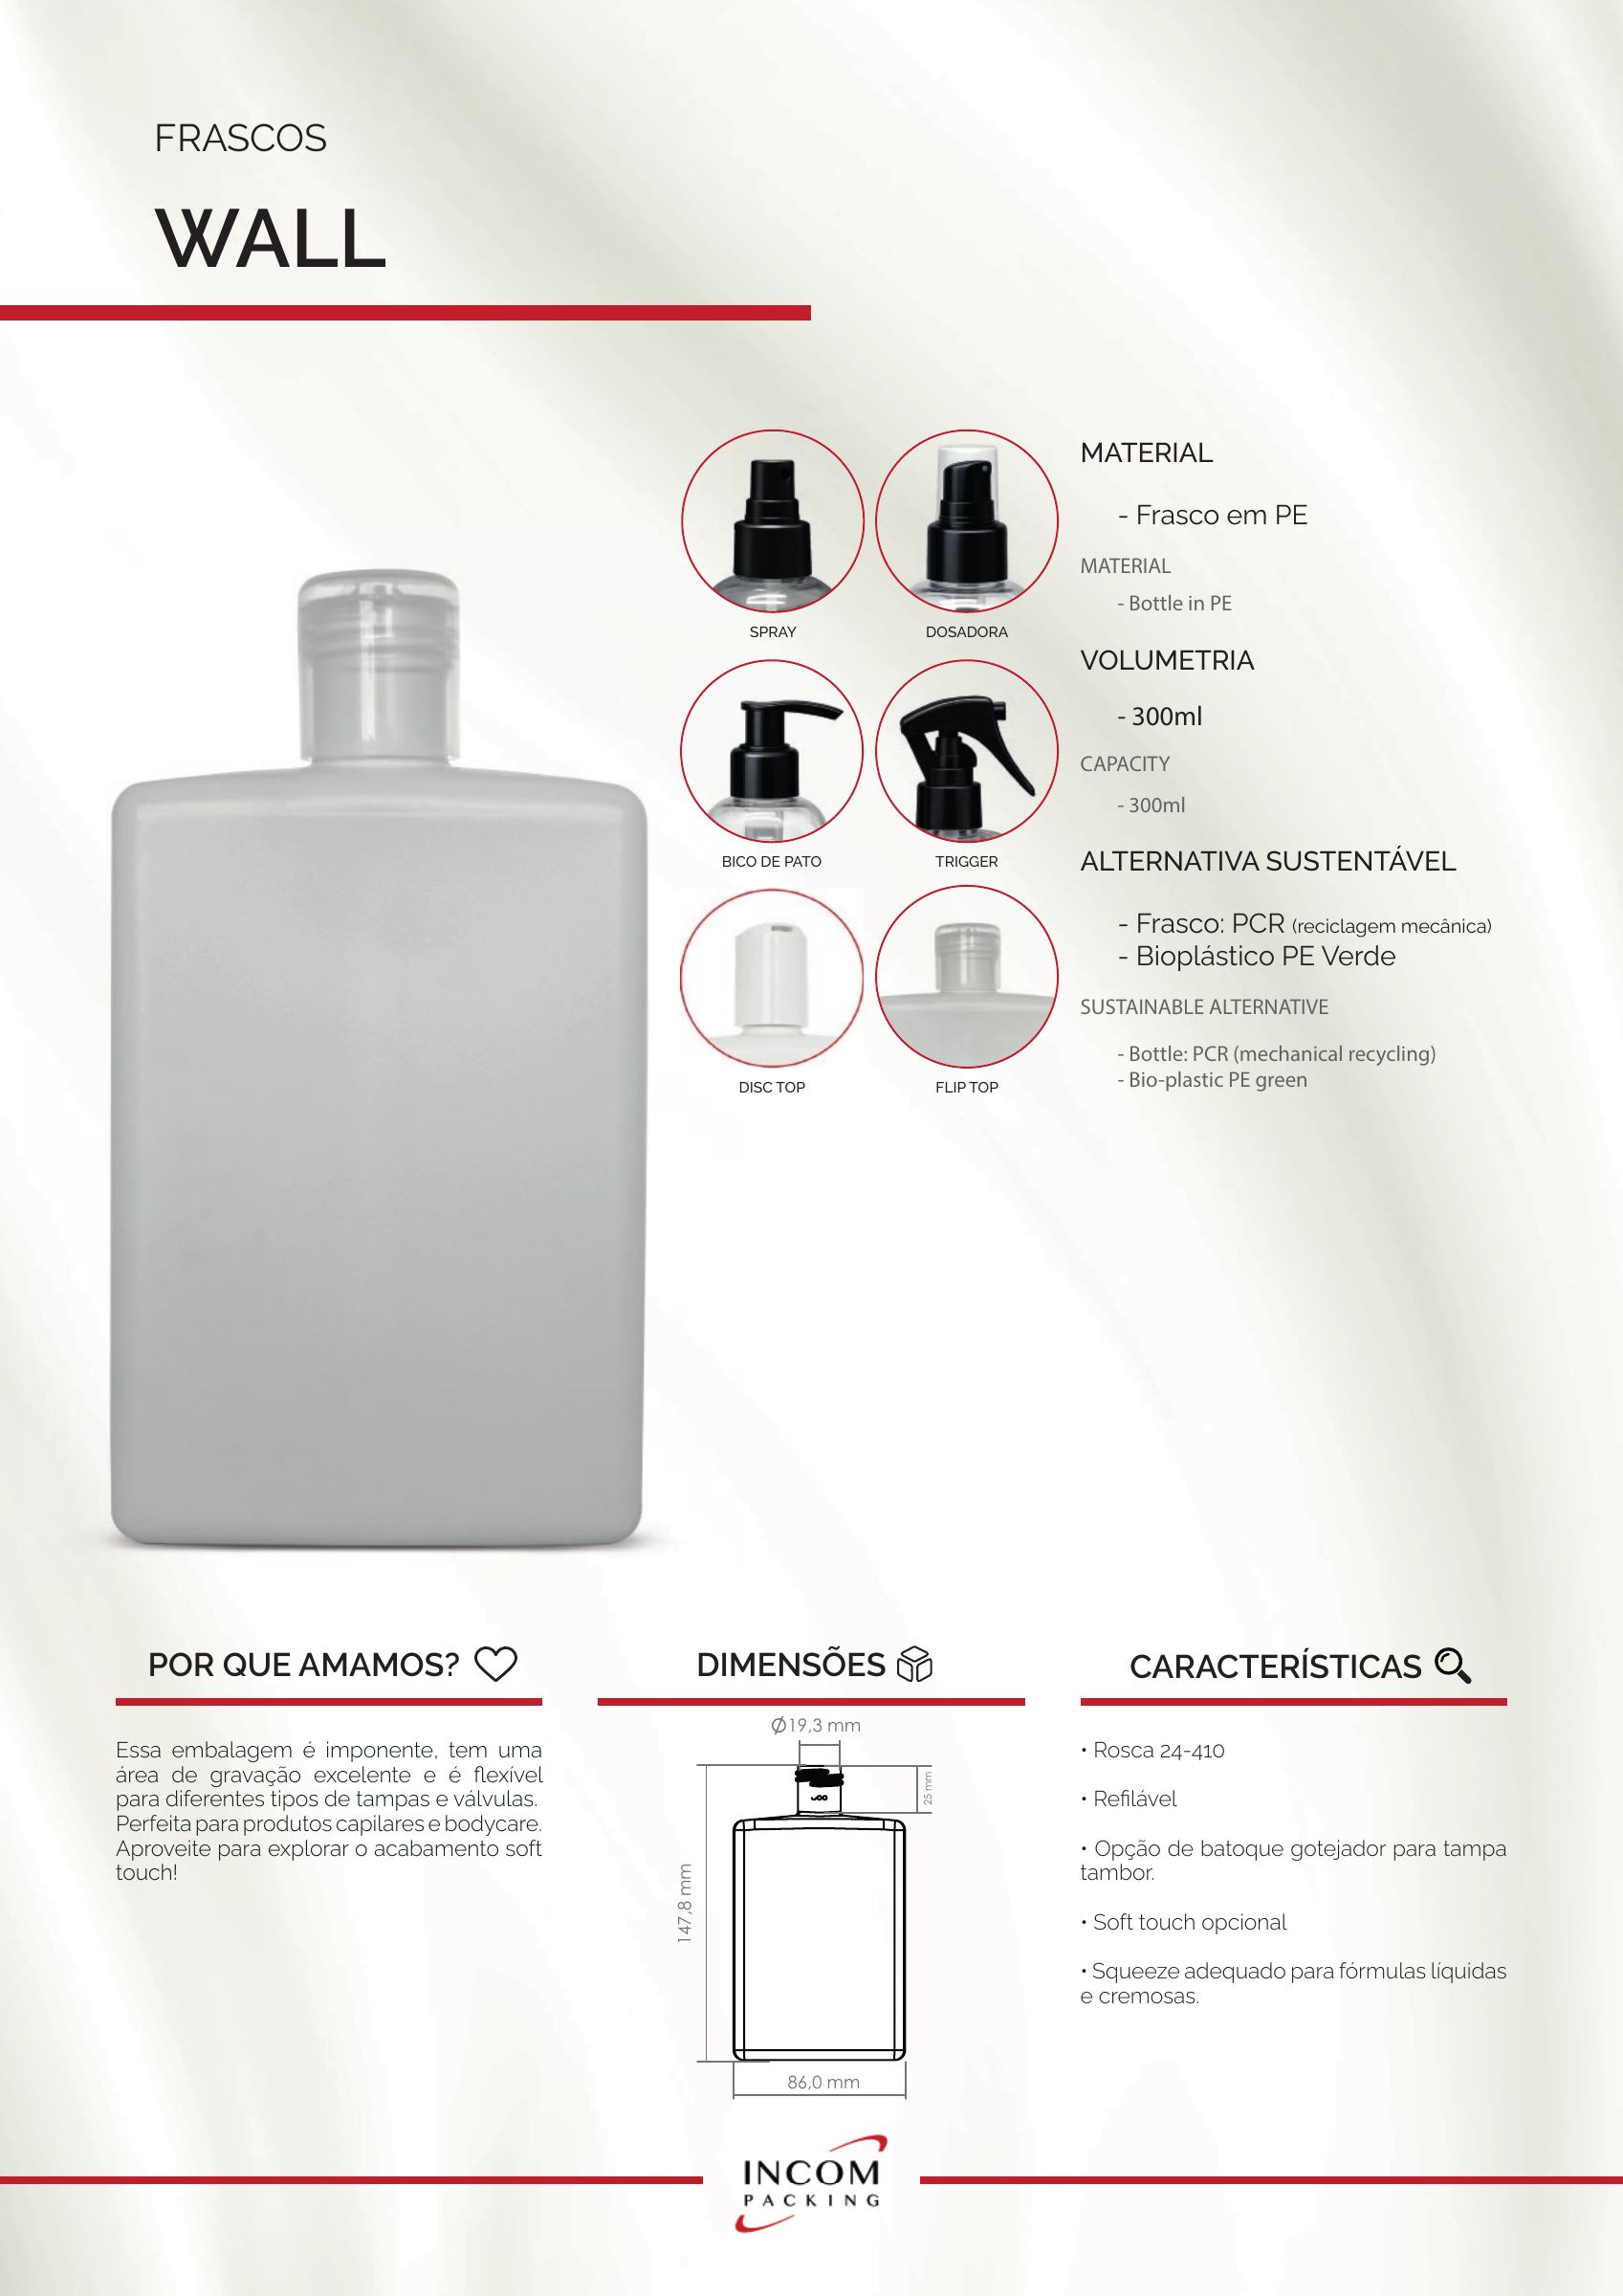 FRASCOS
WALL
SPRAY
DOSADORA
BICO DE PATO
TRIGGER
DISC TOP
FLIP TOP
MATERIAL
- Frasco em PE
MATERIAL
- Bottle in PE
VOLUMETRIA
- 300ml
CAPACITY
- 300ml
ALTERNATIVA SUSTENTÁVEL
- Frasco: PCR (reciclagem mecânica)
- Bioplástico PE Verde
SUSTAINABLE ALTERNATIVE
- Bottle: PCR (mechanical recycling)
- Bio-plastic PE green
POR QUE AMAMOS?
Essa embalagem é imponente, tem uma
área de gravação excelente e é flexível
para diferentes tipos de tampas e válvulas.
Perfeita para produtos capilares e bodycare.
Aproveite para explorar o acabamento soft
touch!
DIMENSÕES
Ø19,3 mm
25 mm
147,8 mm
86,0 mm
CARACTERÍSTICAS
• Rosca 24-410
• Refilável
• Opção de batoque gotejador para tampa
tambor.
• Soft touch opcional
• Squeeze adequado para fórmulas líquidas
e cremosas.
INCOM
PACKING